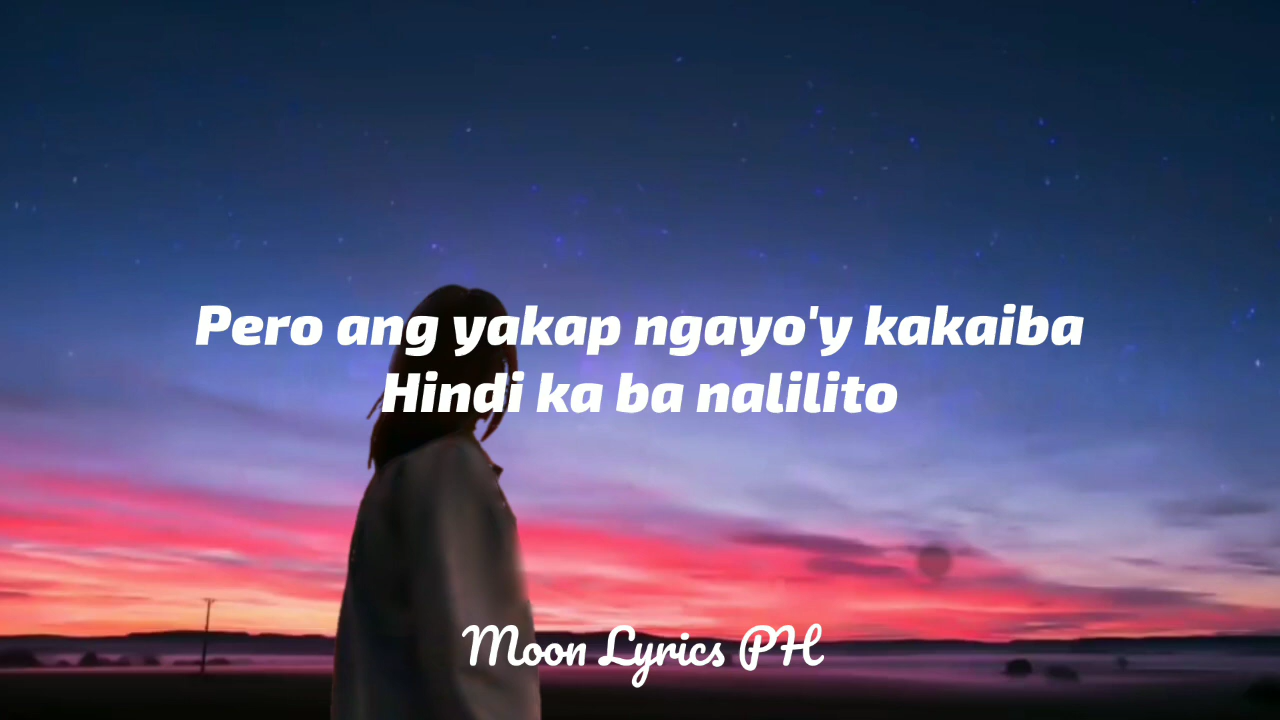 Pero ang yakap ngayo'y kakaiba
Hindi ka ba nalilito
Moon Lyrics PH